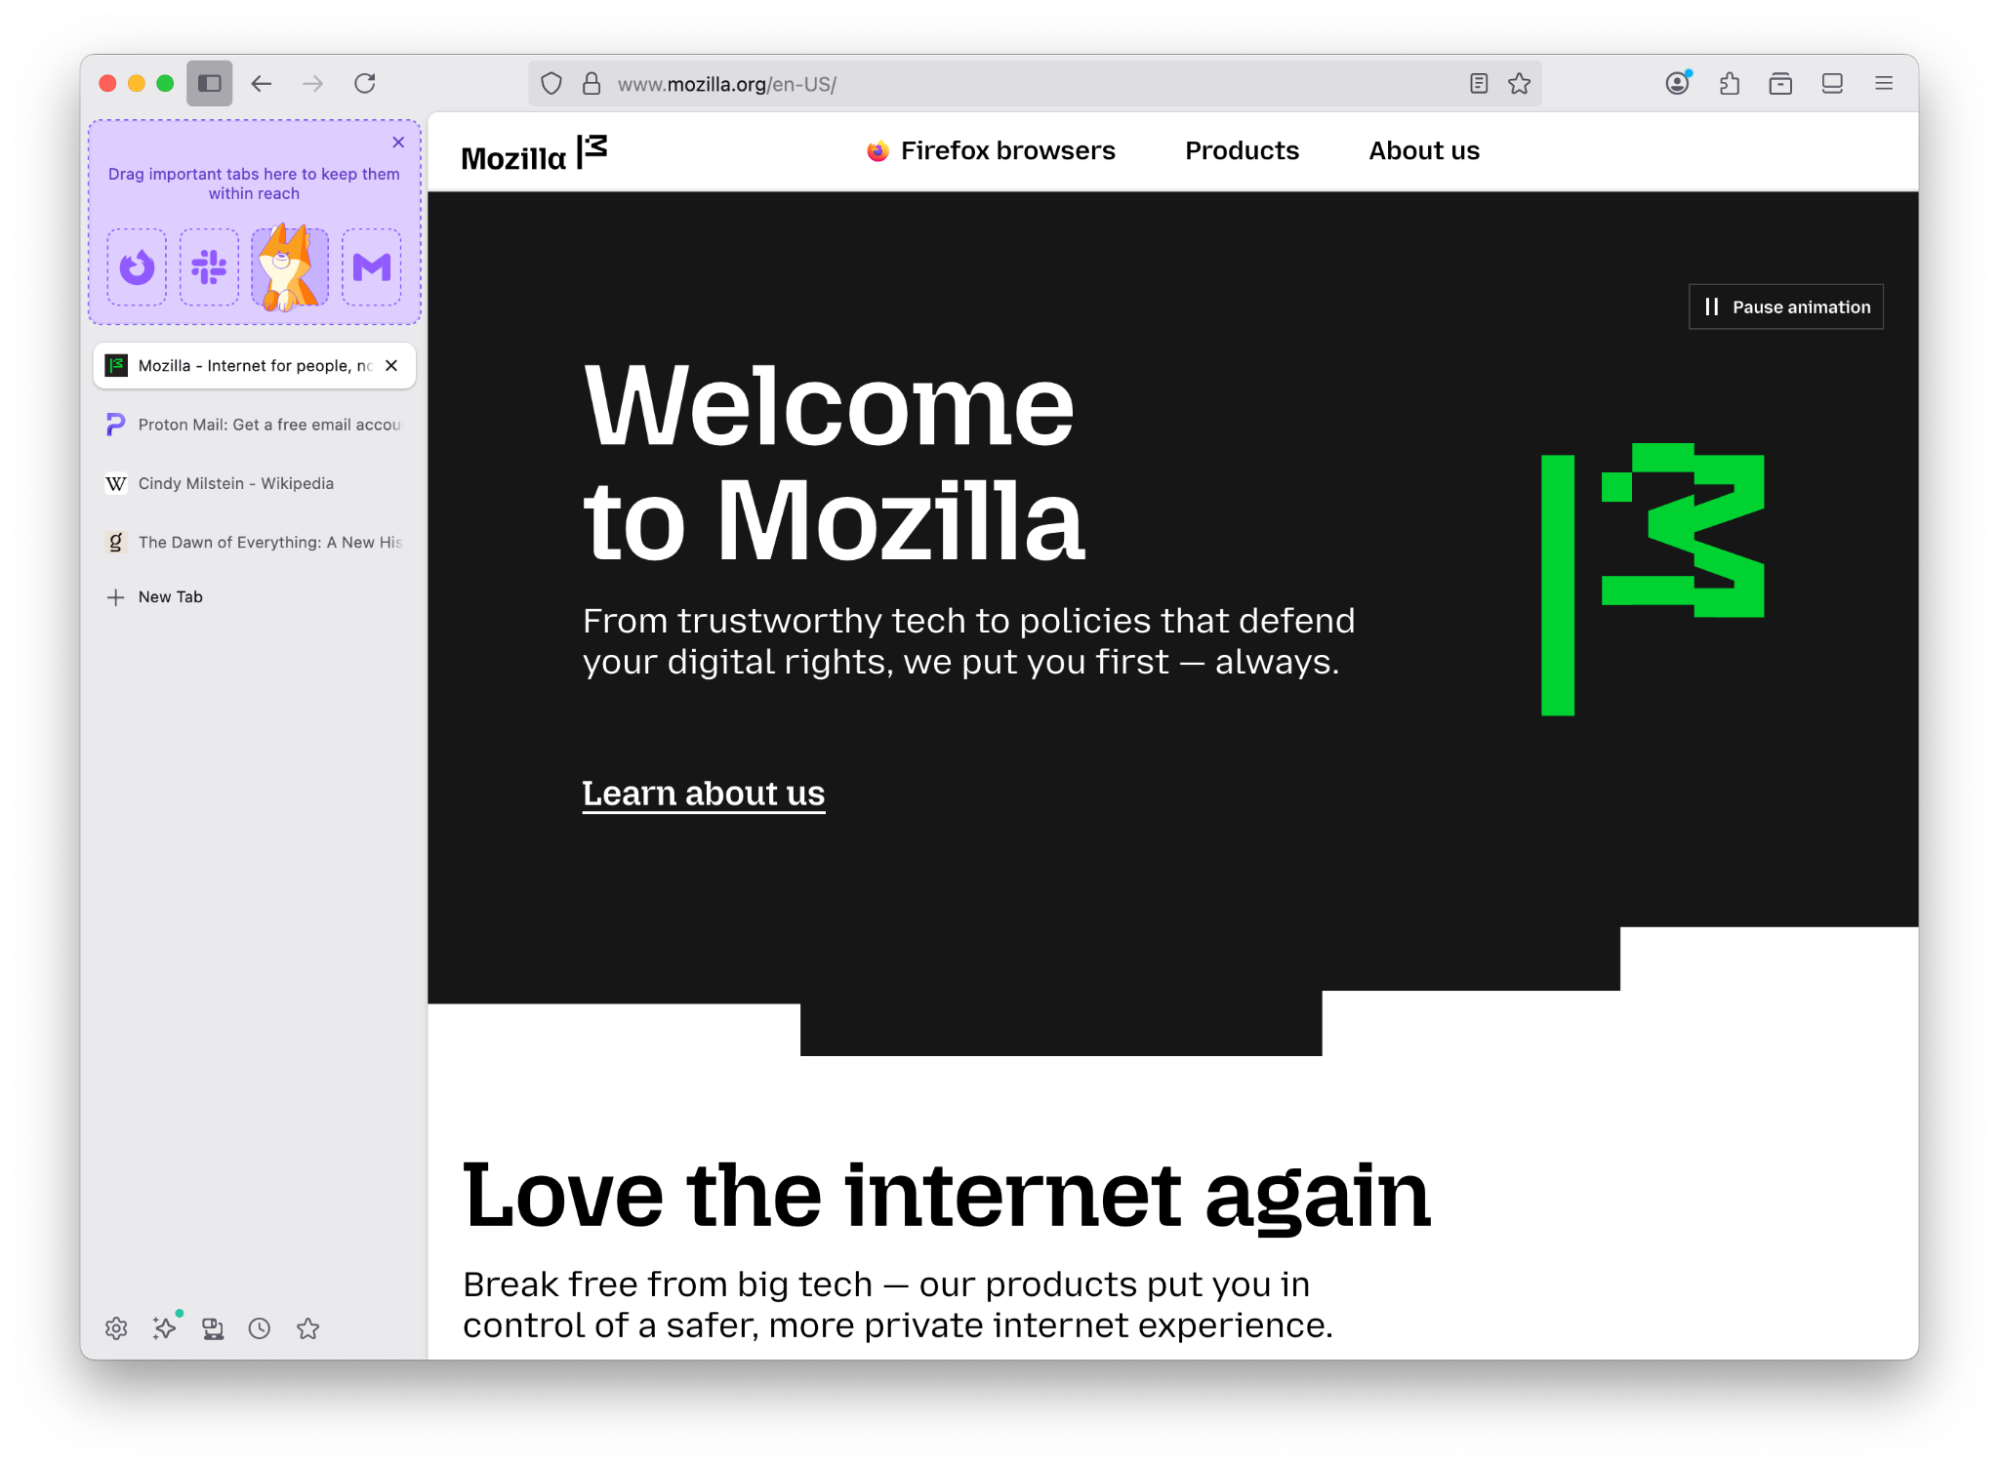 www.mozilla.org/en-US/
Drag important tabs here to keep them
within reach
Mozilla - Internet for people, no
Proton Mail: Get a free email accou
Cindy Milstein - Wikipedia
The Dawn of Everything: A New His
New Tab
Mozilla
Firefox browsers
Products
About us
Pause animation
Welcome
to Mozilla
From trustworthy tech to policies that defend
your digital rights, we put you first — always.
Learn about us
Love the internet again
Break free from big tech — our products put you in
control of a safer, more private internet experience.